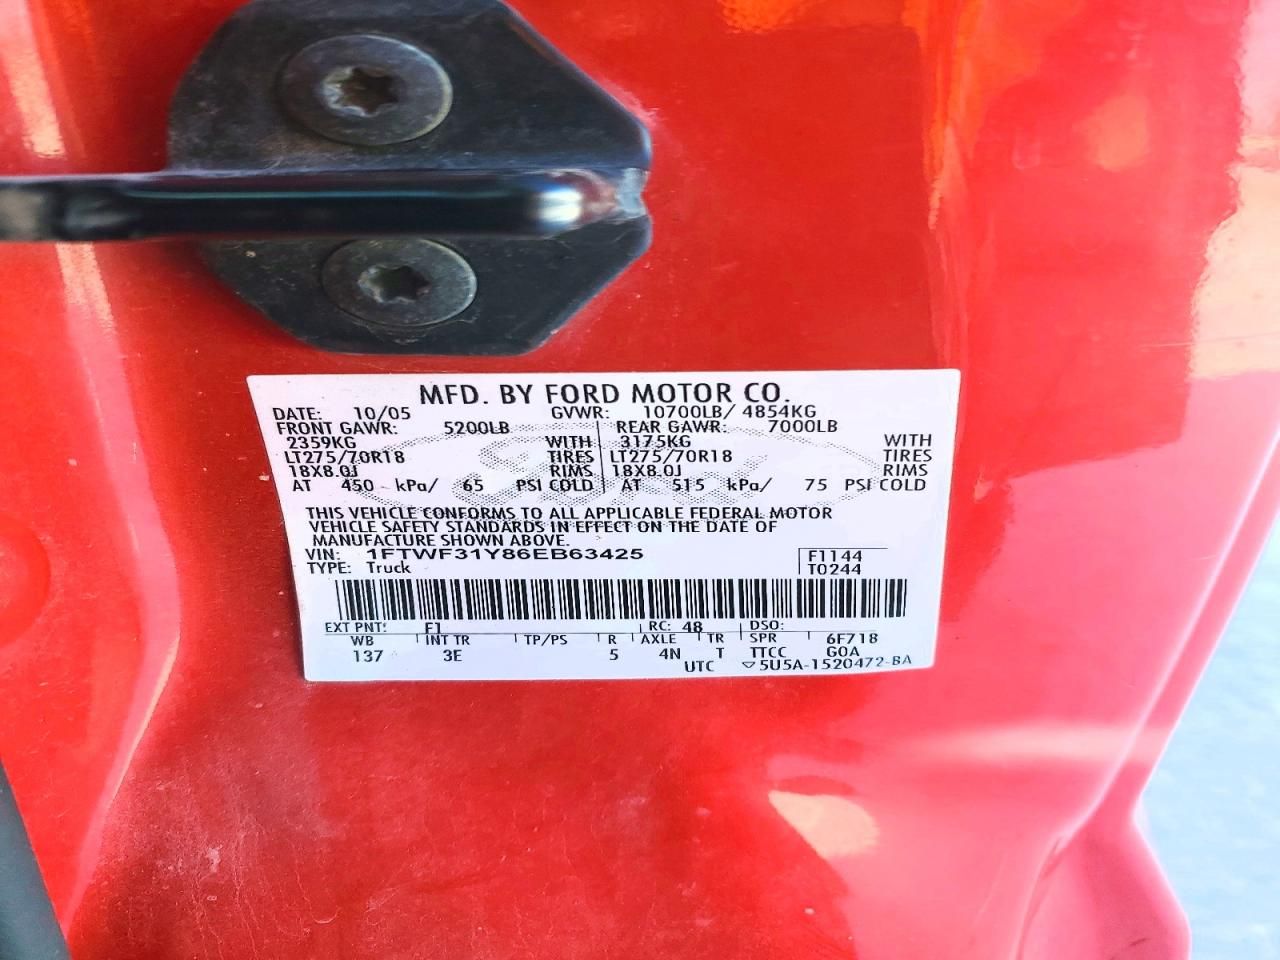 MFD. BY FORD MOTOR CO.
DATE: 10/05 GVWR: 10700LB/ 4854KG
FRONT GAWR: 5200LB REAR GAWR: 7000LB
2359KG WITH 3175KG WITH
LT275/70R18 TIRES LT275/70R18 TIRES
18X8.0J RIMS 18X8.0J RIMS
AT 450 kPa/ 65 PSI COLD AT 515 kPa/ 75 PSI COLD
THIS VEHICLE CONFORMS TO ALL APPLICABLE FEDERAL MOTOR
VEHICLE SAFETY STANDARDS IN EFFECT ON THE DATE OF
MANUFACTURE SHOWN ABOVE.
VIN: 1FTWF31Y86EB63425 F1144
TYPE: Truck T0244
EXT PNT: F1 RC: 48 DSO:
WB INT TR TP/PS R AXLE TR SPR 6F718
137 3E 5 4N T TTCC G0A
UTC ▽5U5A-1520472-BA